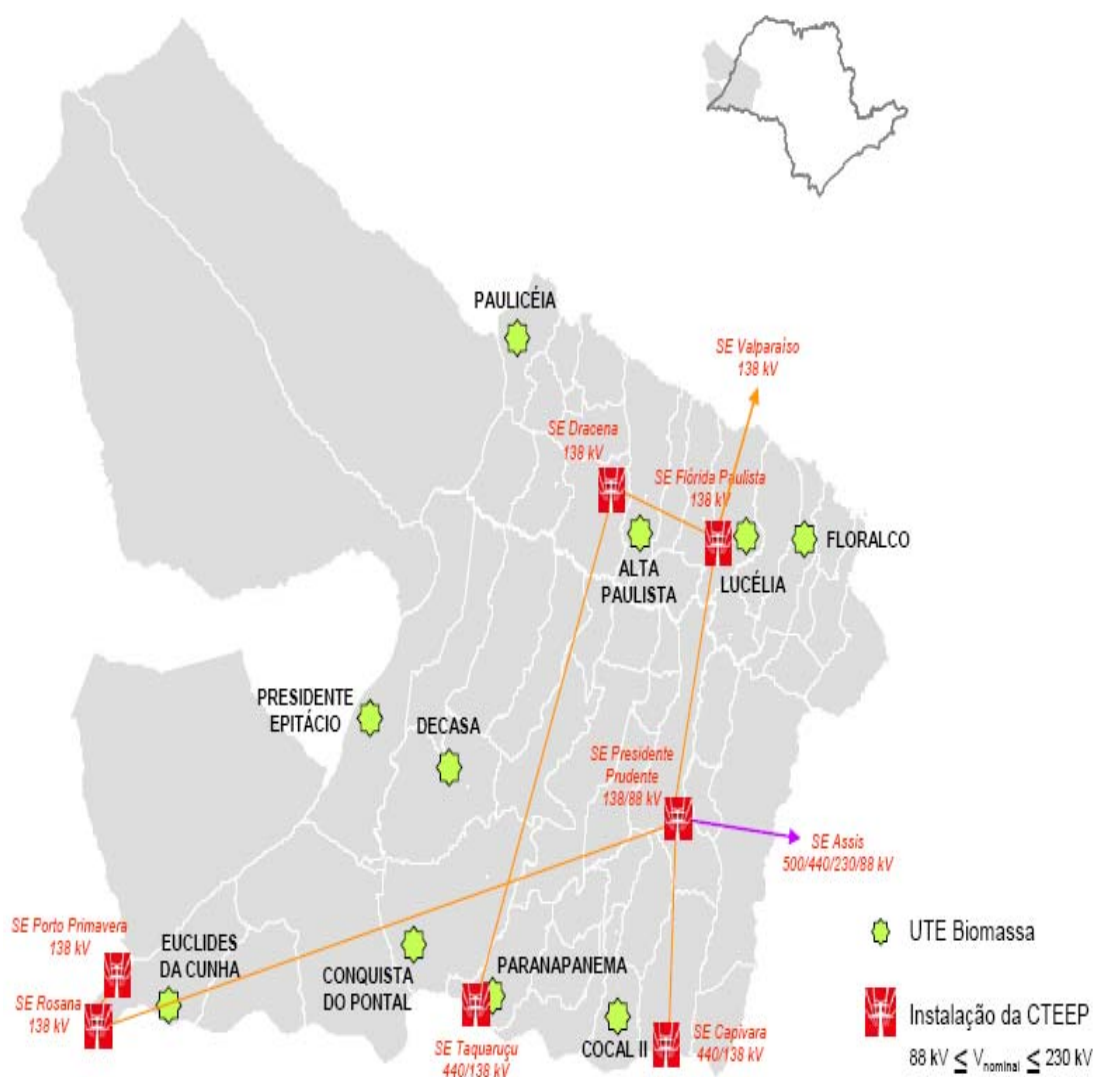 PAULICÉIA
SE Valparaíso
138 kV
SE Dracena
138 kV
SE Flórida Paulista
138 kV
FLORALCO
ALTA
PAULISTA
LUCÉLIA
PRESIDENTE
EPITÁCIO
DECASA
SE Presidente
Prudente
138/88 kV
SE Assis
500/440/230/88 kV
SE Porto Primavera
138 kV
EUCLIDES
DA CUNHA
SE Rosana
138 kV
CONQUISTA
DO PONTAL
PARANAPANEMA
SE Taquaruçu
440/138 kV
COCAL II
SE Capivara
440/138 kV
UTE Biomassa
Instalação da CTEEP
88 kV ≤ Vnominal ≤ 230 kV